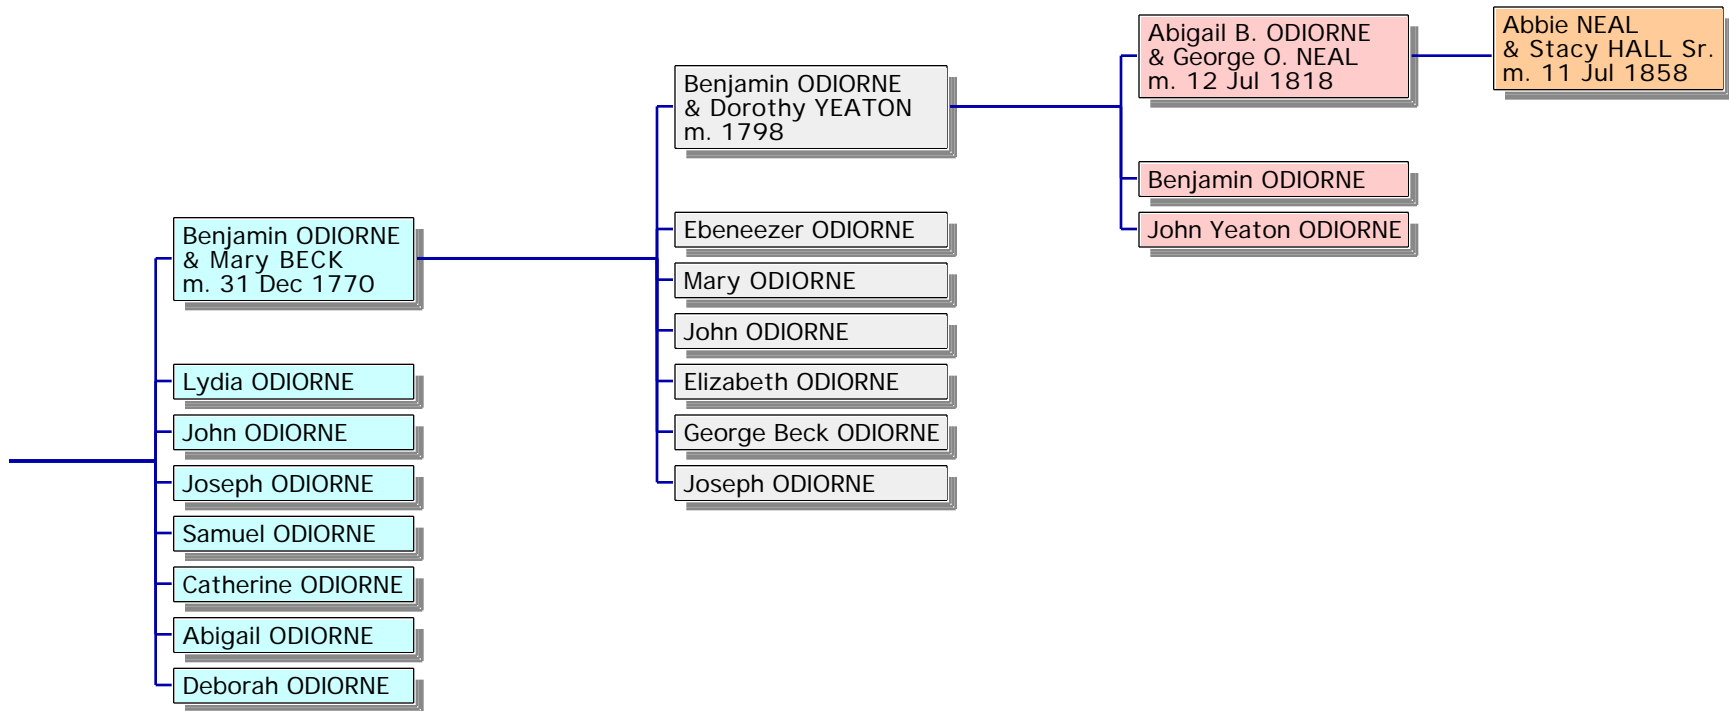 Benjamin ODIORNE
& Mary BECK
m. 31 Dec 1770
Lydia ODIORNE
John ODIORNE
Joseph ODIORNE
Samuel ODIORNE
Catherine ODIORNE
Abigail ODIORNE
Deborah ODIORNE
Benjamin ODIORNE
& Dorothy YEATON
m. 1798
Ebeneezer ODIORNE
Mary ODIORNE
John ODIORNE
Elizabeth ODIORNE
George Beck ODIORNE
Joseph ODIORNE
Abigail B. ODIORNE
& George O. NEAL
m. 12 Jul 1818
Benjamin ODIORNE
John Yeaton ODIORNE
Abbie NEAL
& Stacy HALL Sr.
m. 11 Jul 1858